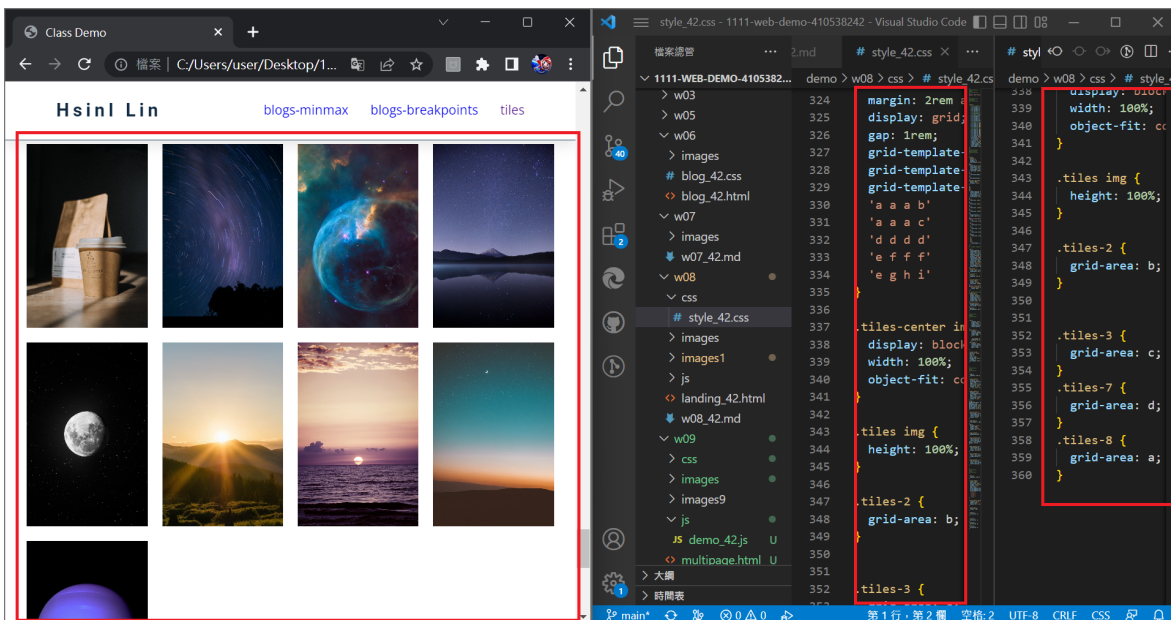 Class Demo
檔案 C:/Users/user/Desktop/1...
HsinI Lin
blogs-minmax blogs-breakpoints tiles
style_42.css - 1111-web-demo-410538242 - Visual Studio Code
檔案總管
1111-WEB-DEMO-4105382...
w03
w05
w06
images
# blog_42.css
<> blog_42.html
w07
images
w07_42.md
w08
css
# style_42.css
images
images1
js
<> landing_42.html
w08_42.md
w09
css
images
images9
js
JS demo_42.js U
<> multipage.html U
大綱
時間表
40
2
1
2.md # style_42.css
demo > w08 > css > # style_42.cs
324 margin: 2rem a
325 display: grid;
326 gap: 1rem;
327 grid-template-
328 grid-template-
329 grid-template-
330 'a a a b'
331 'a a a c'
332 'd d d d'
333 'e f f f'
334 'e g h i'
335 }
336
337 .tiles-center im
338 display: block
339 width: 100%;
340 object-fit: co
341 }
342
343 .tiles img {
344 height: 100%;
345 }
346
347 .tiles-2 {
348 grid-area: b;
349 }
350
351
352 .tiles-3 {
# styl
demo > w08 > css > # style_4
338 display: block
339 width: 100%;
340 object-fit: co
341 }
342
343 .tiles img {
344 height: 100%;
345 }
346
347 .tiles-2 {
348 grid-area: b;
349 }
350
351
352 .tiles-3 {
353 grid-area: c;
354 }
355 .tiles-7 {
356 grid-area: d;
357 }
358 .tiles-8 {
359 grid-area: a;
360 }
main* 0 0 第 1 行,第 2 欄 空格: 2 UTF-8 CRLF CSS